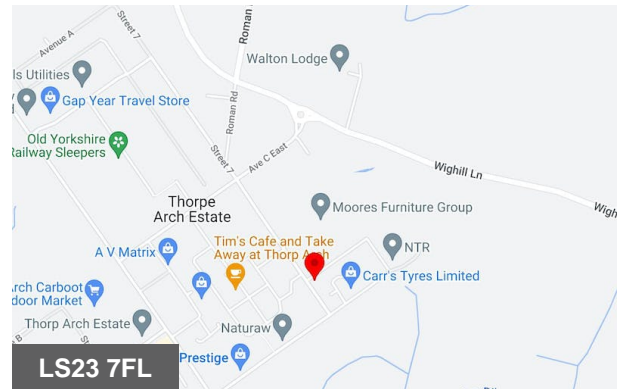 Roman R
Street 7
Avenue A
Walton Lodge
ls Utilities
Gap Year Travel Store
Roman Rd
Old Yorkshire
Railway Sleepers
Street 7
Ave C East
Wighill Ln
Wigh
Thorpe
Arch Estate
Moores Furniture Group
Tim's Cafe and Take
Away at Thorp Arch
NTR
A V Matrix
Carr's Tyres Limited
Arch Carboot
door Market
Thorp Arch Estate
Naturaw
Prestige
LS23 7FL